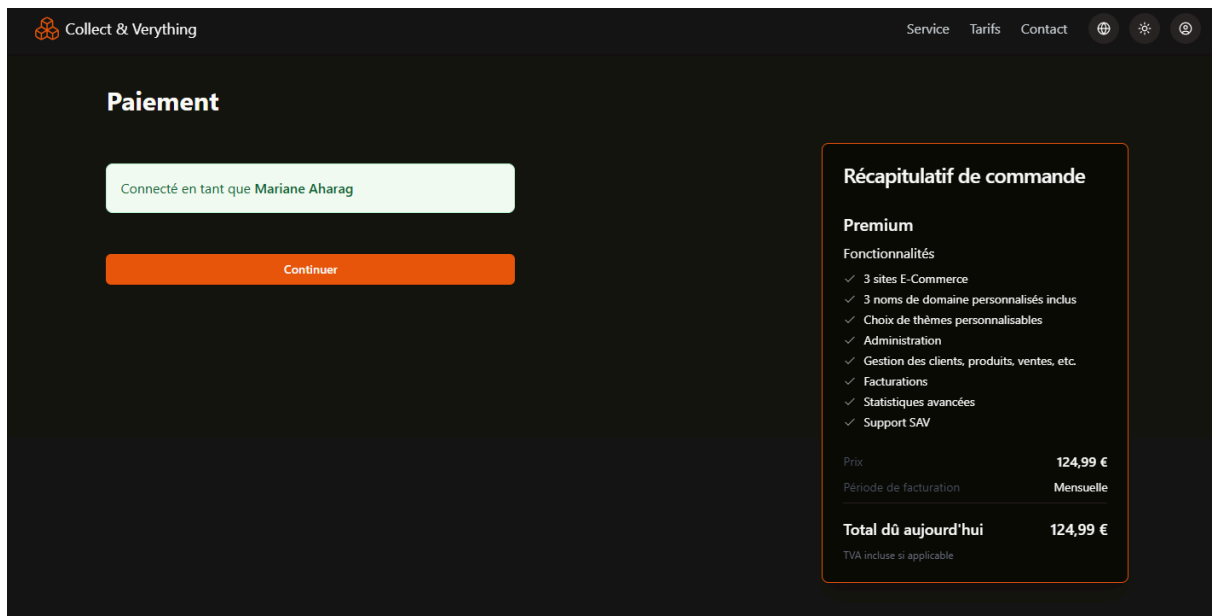 Collect & Verything
Service Tarifs Contact
Paiement
Connecté en tant que Mariane Aharag
Continuer
Récapitulatif de commande
Premium
Fonctionnalités
3 sites E-Commerce
3 noms de domaine personnalisés inclus
Choix de thèmes personnalisables
Administration
Gestion des clients, produits, ventes, etc.
Facturations
Statistiques avancées
Support SAV
Prix 124,99 €
Période de facturation Mensuelle
Total dû aujourd'hui 124,99 €
TVA incluse si applicable